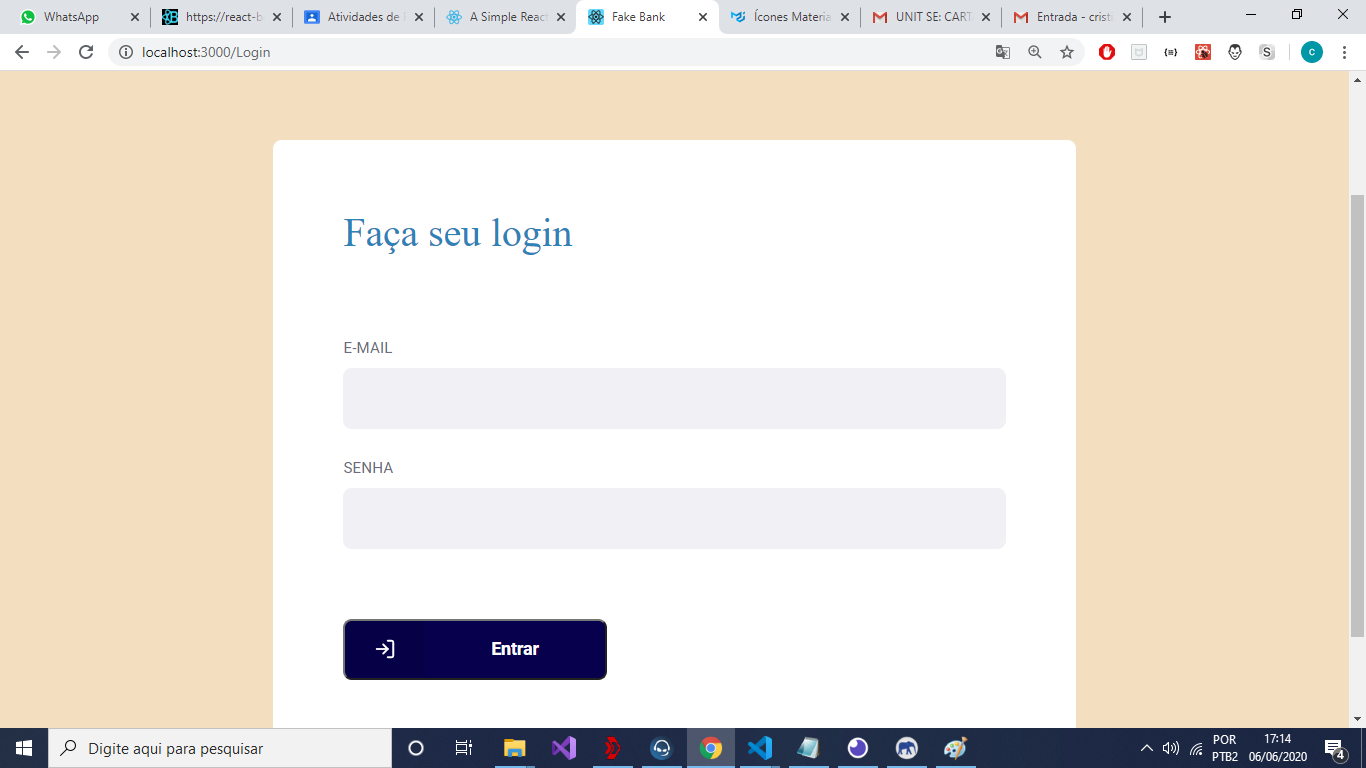 WhatsApp
https://react-b
Atividades de
A Simple Reac
Fake Bank
Ícones Materia
UNIT SE: CART
Entrada - crist
localhost:3000/Login
c
Faça seu login
E-MAIL
SENHA
Entrar
Digite aqui para pesquisar
POR
PTB2
17:14
06/06/2020
4